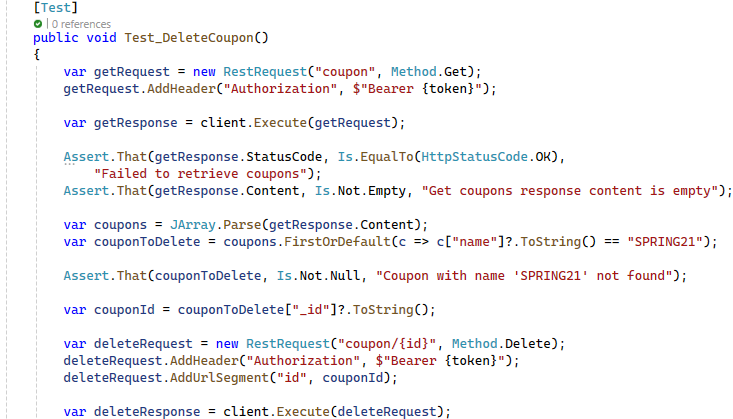 [Test]
| 0 references
public void Test_DeleteCoupon()
{
var getRequest = new RestRequest("coupon", Method.Get);
getRequest.AddHeader("Authorization", $"Bearer {token}");
var getResponse = client.Execute(getRequest);
Assert.That(getResponse.StatusCode, Is.EqualTo(HttpStatusCode.OK),
"Failed to retrieve coupons");
Assert.That(getResponse.Content, Is.Not.Empty, "Get coupons response content is empty");
var coupons = JArray.Parse(getResponse.Content);
var couponToDelete = coupons.FirstOrDefault(c => c["name"]?.ToString() == "SPRING21");
Assert.That(couponToDelete, Is.Not.Null, "Coupon with name 'SPRING21' not found");
var couponId = couponToDelete["_id"]?.ToString();
var deleteRequest = new RestRequest("coupon/{id}", Method.Delete);
deleteRequest.AddHeader("Authorization", $"Bearer {token}");
deleteRequest.AddUrlSegment("id", couponId);
var deleteResponse = client.Execute(deleteRequest);